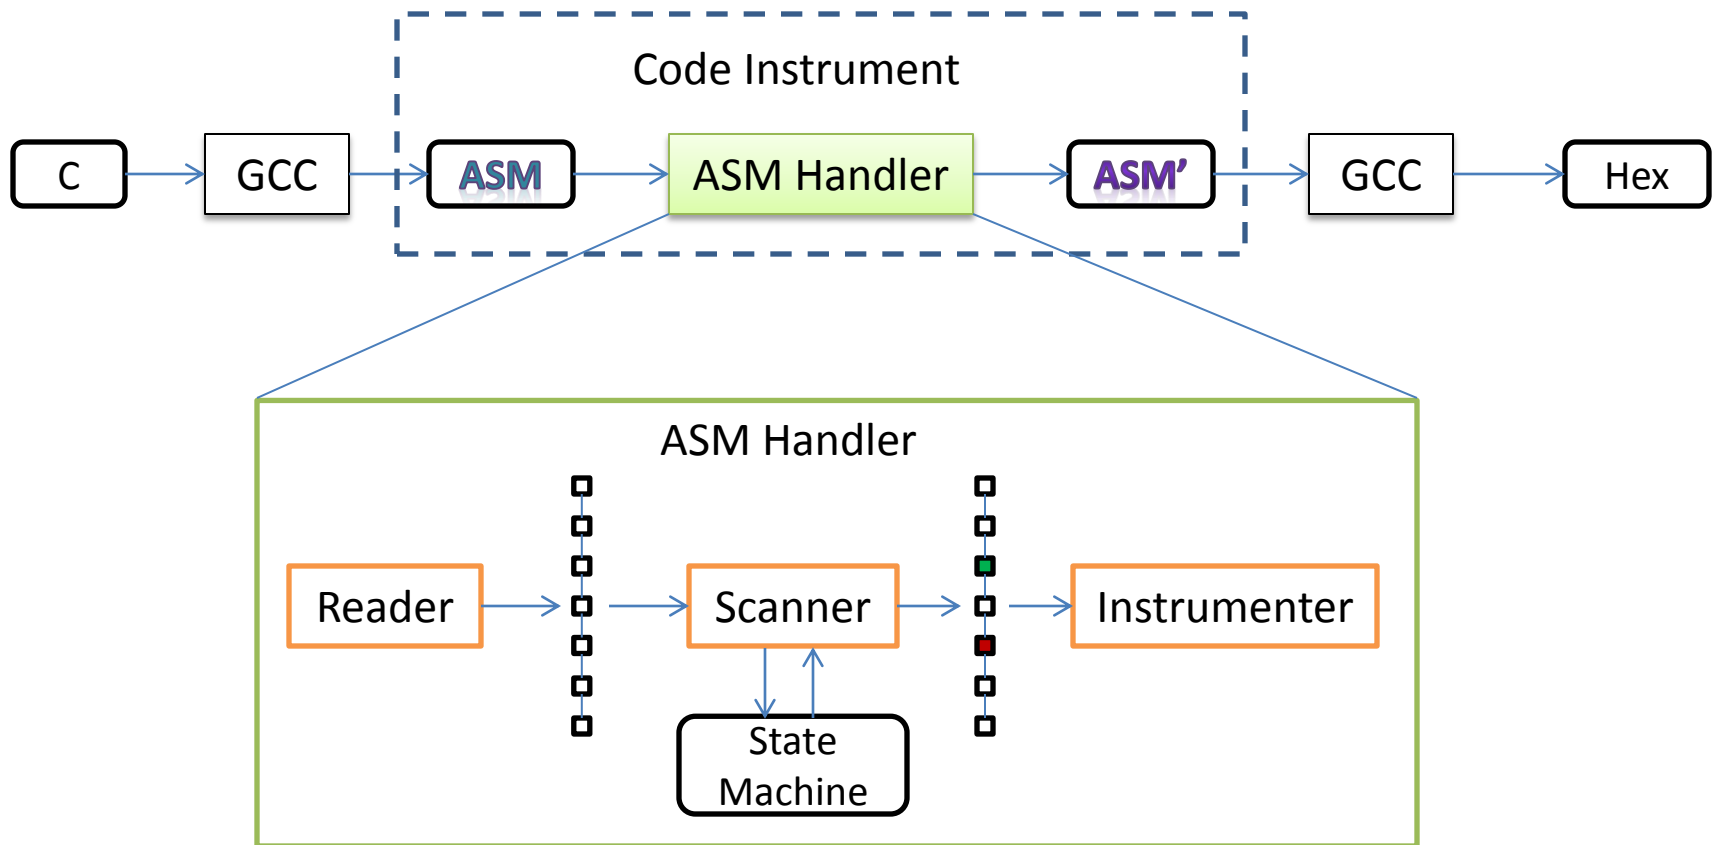 Code Instrument
C
GCC
ASM
ASM Handler
ASM’
GCC
Hex
ASM Handler
Reader
Scanner
Instrumenter
State
Machine